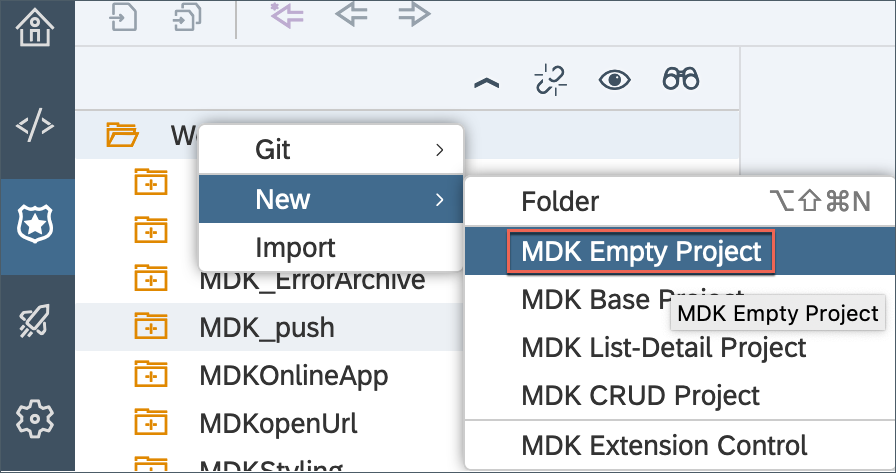 Git
New
Import
MDK_ErrorArchive
MDK_push
MDKOnlineApp
MDKopenUrl
MDKStyling
Folder ⌥⇧⌘N
MDK Empty Project
MDK Base Project
MDK Empty Project
MDK List-Detail Project
MDK CRUD Project
MDK Extension Control